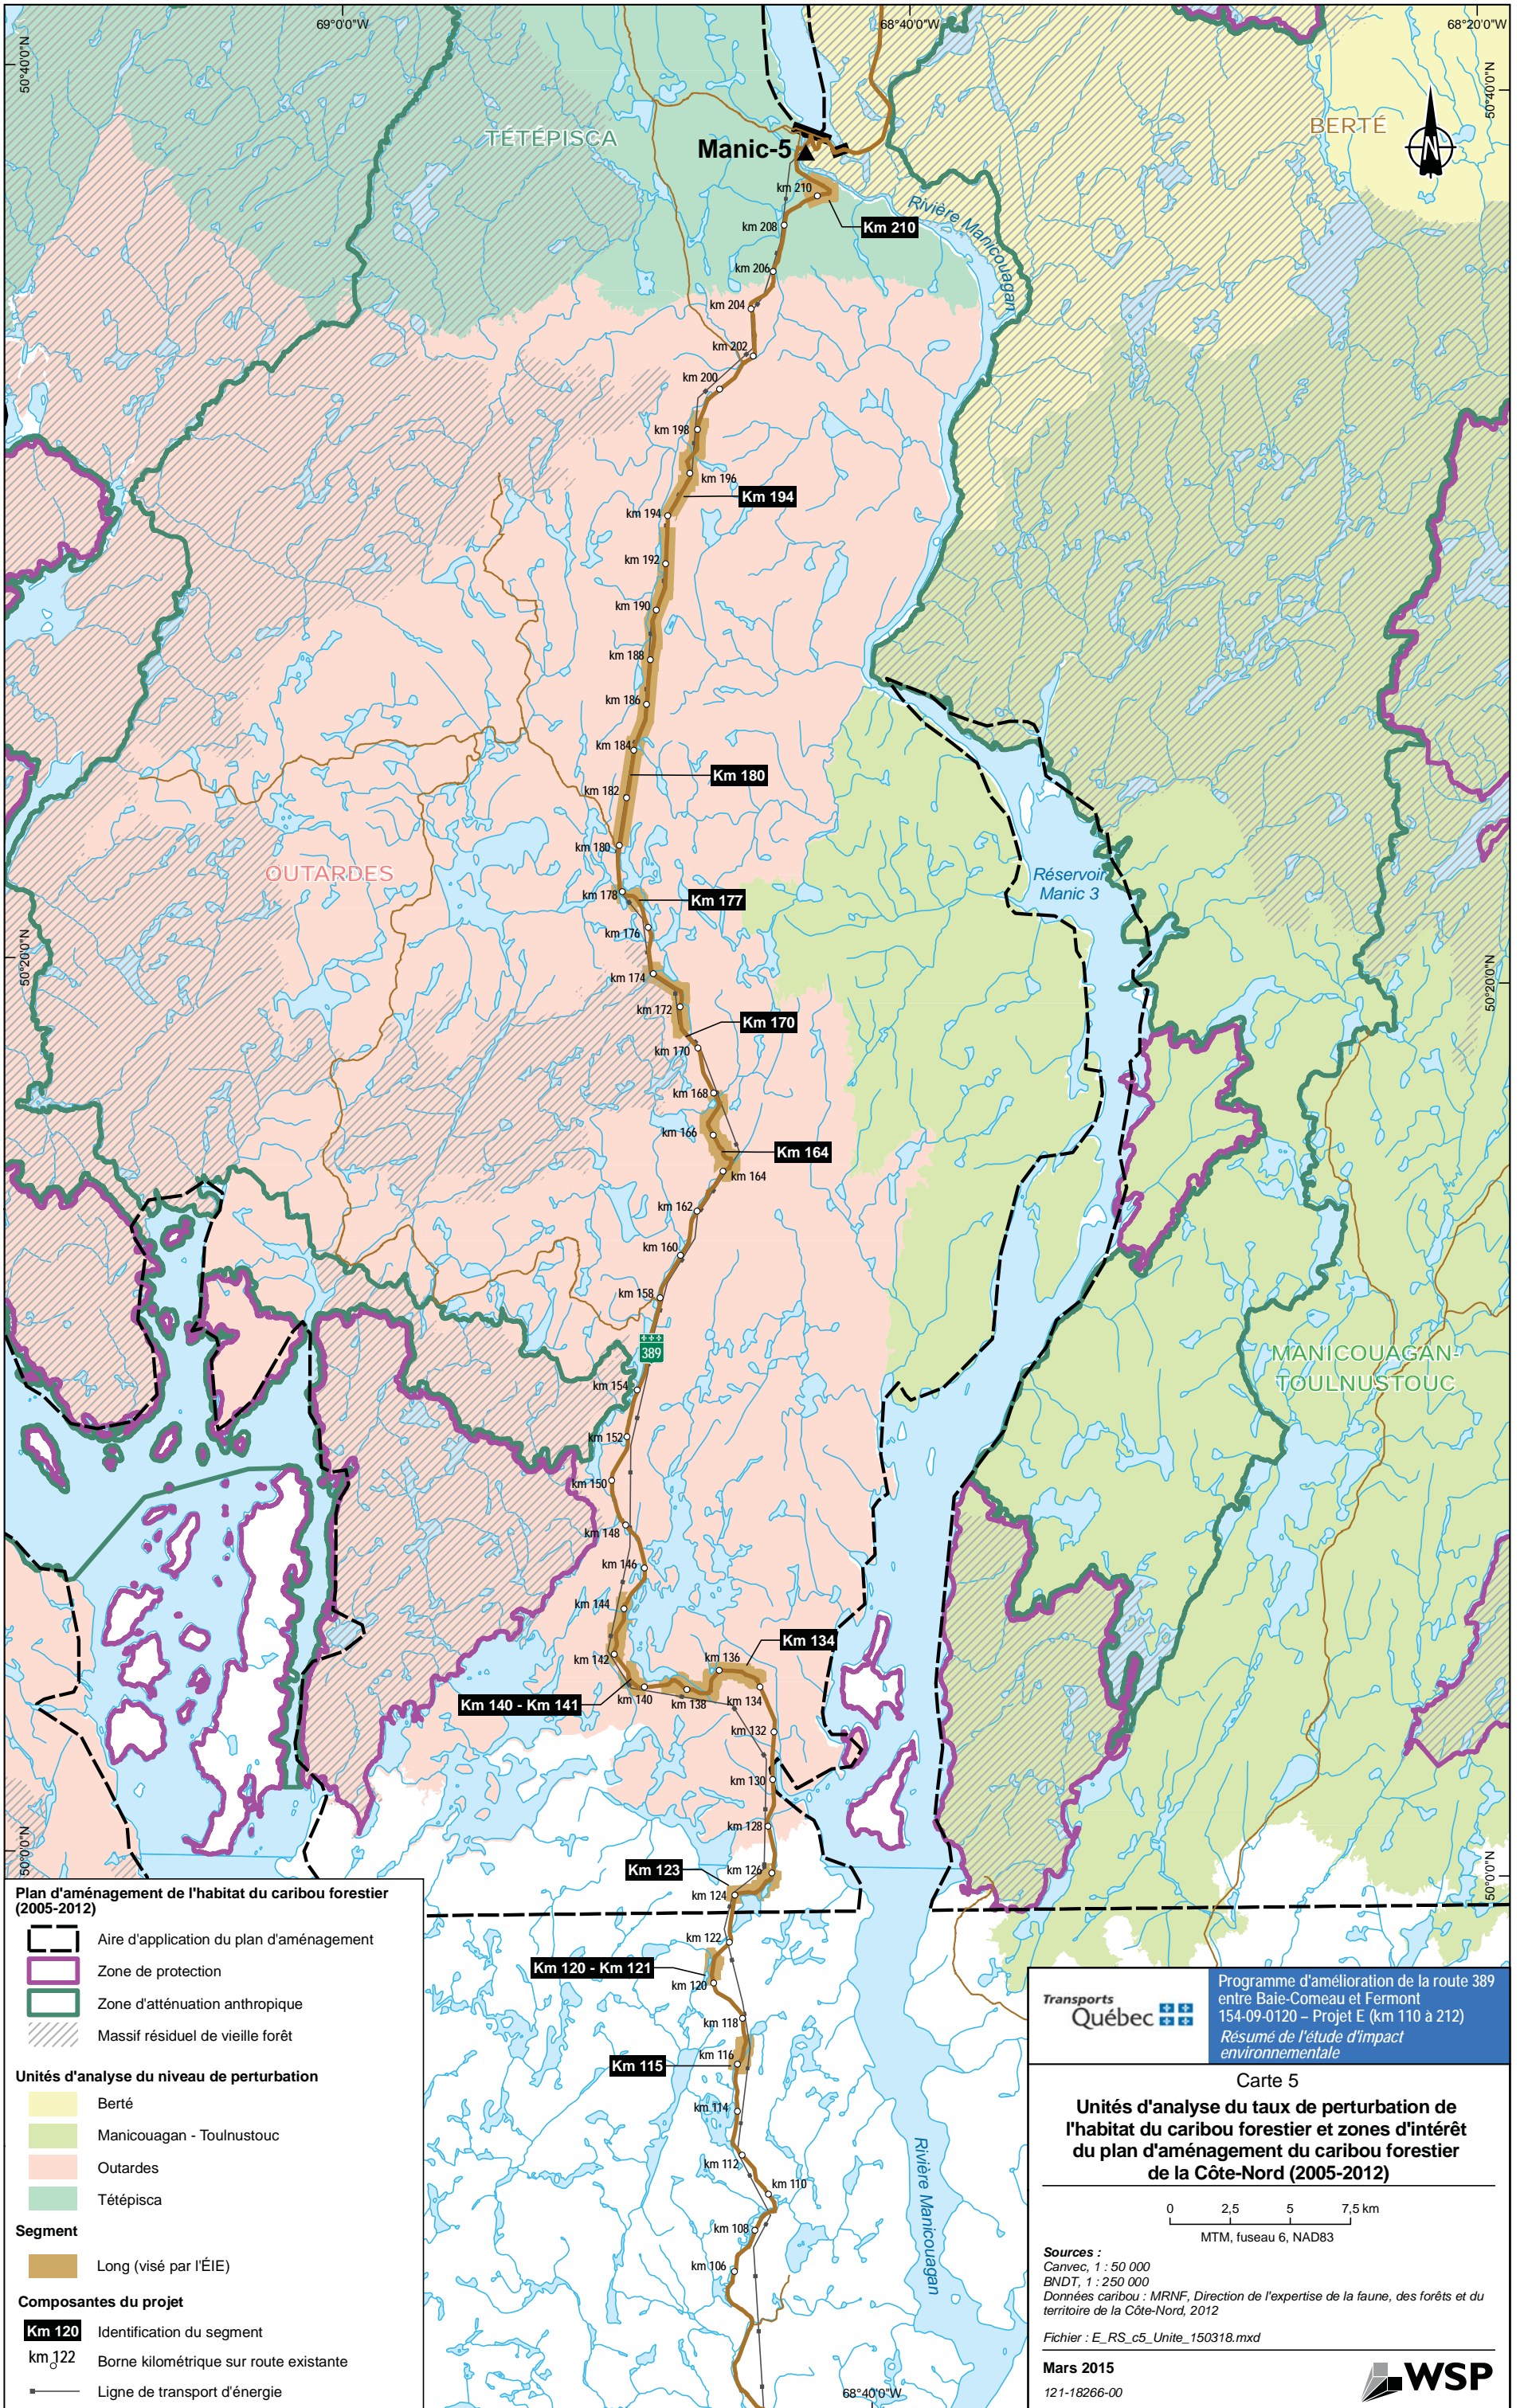 69°0'0"W
68°40'0"W
68°20'0"W
50°40'0"N
50°40'0"N
TÉTÉPISCA
BERTÉ
Manic-5
km 210
Km 210
Rivière Manicouagan
km 208
km 206
km 204
km 202
km 200
km 198
km 196
Km 194
km 194
km 192
km 190
km 188
km 186
km 184
Km 180
km 182
km 180
OUTARDES
Réservoir
Manic 3
km 178
Km 177
km 176
50°20'0"N
50°20'0"N
km 174
km 172
Km 170
km 170
km 168
km 166
Km 164
km 164
km 162
km 160
km 158
389
MANICOUAGAN-
TOULNUSTOUC
km 154
km 152
km 150
km 148
km 146
km 144
Km 134
km 142
km 136
km 140
km 138
km 134
Km 140 - Km 141
km 132
km 130
km 128
50°0'0"N
50°0'0"N
Km 123
km 126
km 124
km 122
Km 120 - Km 121
km 120
km 118
km 116
Km 115
km 114
km 112
km 110
km 108
km 106
Rivière Manicouagan
68°40'0"W
Plan d'aménagement de l'habitat du caribou forestier
(2005-2012)
Aire d'application du plan d'aménagement
Zone de protection
Zone d'atténuation anthropique
Massif résiduel de vieille forêt
Unités d'analyse du niveau de perturbation
Berté
Manicouagan - Toulnustouc
Outardes
Tétépisca
Segment
Long (visé par l'ÉIE)
Composantes du projet
Km 120 Identification du segment
km 122 Borne kilométrique sur route existante
Ligne de transport d'énergie
Transports
Québec
Programme d'amélioration de la route 389
entre Baie-Comeau et Fermont
154-09-0120 – Projet E (km 110 à 212)
Résumé de l'étude d'impact
environnementale
Carte 5
Unités d'analyse du taux de perturbation de
l'habitat du caribou forestier et zones d'intérêt
du plan d'aménagement du caribou forestier
de la Côte-Nord (2005-2012)
0 2,5 5 7,5 km
MTM, fuseau 6, NAD83
Sources :
Canvec, 1 : 50 000
BNDT, 1 : 250 000
Données caribou : MRNF, Direction de l'expertise de la faune, des forêts et du
territoire de la Côte-Nord, 2012
Fichier : E_RS_c5_Unite_150318.mxd
Mars 2015
121-18266-00
WSP